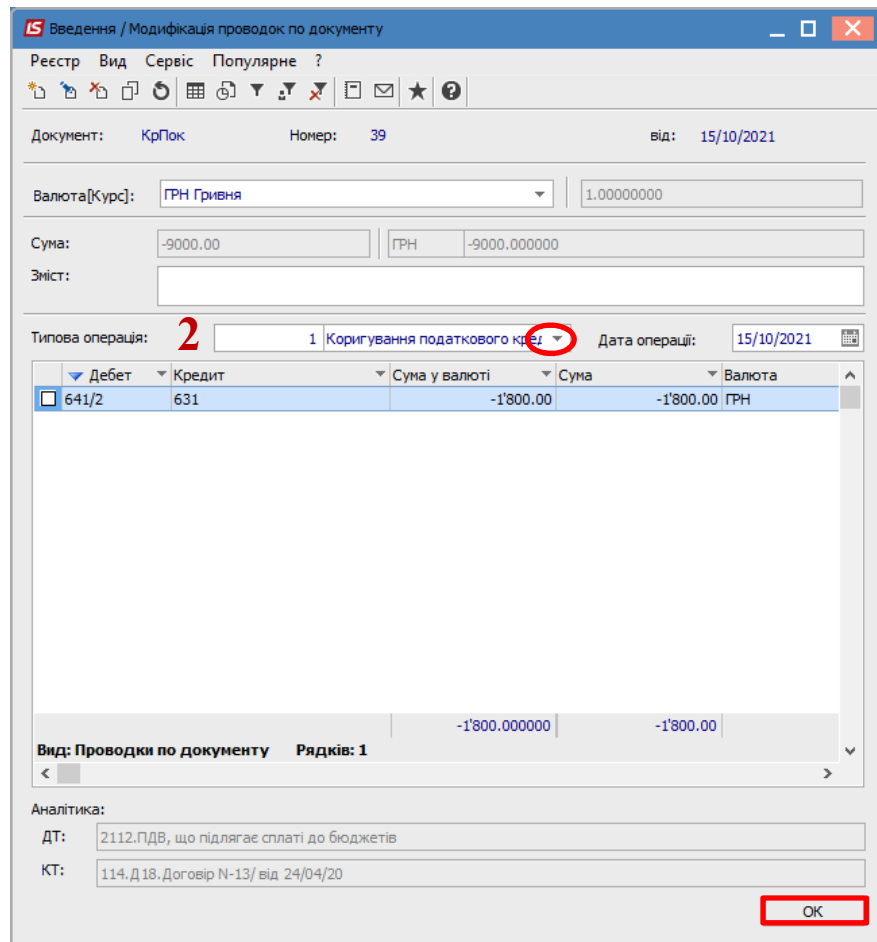 IS Введення / Модифікація проводок по документу
Реєстр Вид Сервіс Популярне ?
Документ: КрПок Номер: 39 від: 15/10/2021
Валюта[Курс]: ГРН Гривня 1.00000000
Сума: -9000.00 ГРН -9000.000000
Зміст:
Типова операція: 2 1 Коригування податкового кред Дата операції: 15/10/2021
Дебет Кредит Сума у валюті Сума Валюта
641/2 631 -1'800.00 -1'800.00 ГРН
-1'800.000000 -1'800.00
Вид: Проводки по документу Рядків: 1
Аналітика:
ДТ: 2112.ПДВ, що підлягає сплаті до бюджетів
КТ: 114.Д18.Договір N-13/ від 24/04/20
ОК